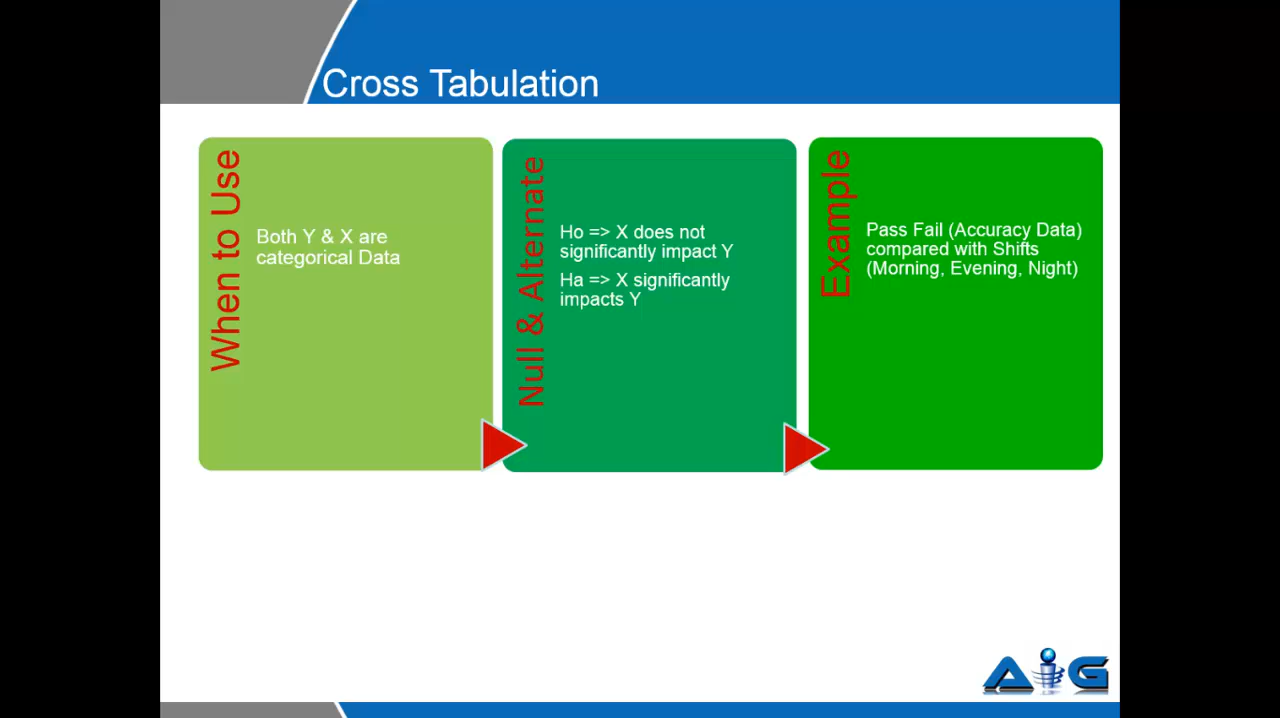 Cross Tabulation
When to Use
Both Y & X are
categorical Data
Null & Alternate
Ho => X does not
significantly impact Y
Ha => X significantly
impacts Y
Example
Pass Fail (Accuracy Data)
compared with Shifts
(Morning, Evening, Night)
AiG